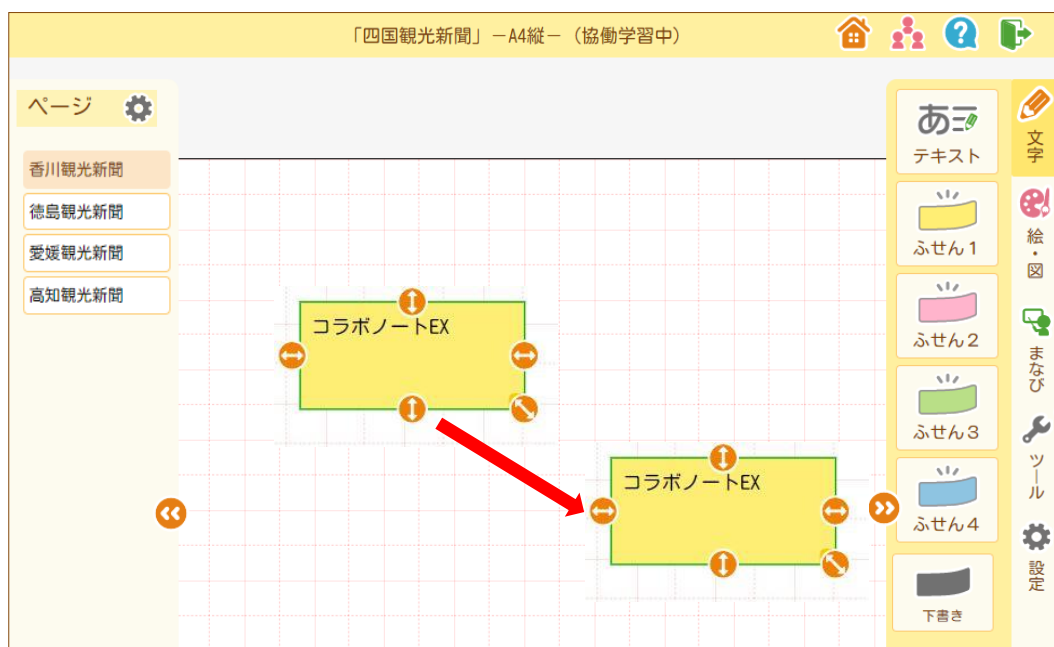 「四国観光新聞」－A4縦－（協働学習中）
ページ
香川観光新聞
徳島観光新聞
愛媛観光新聞
高知観光新聞
コラボノートEX
コラボノートEX
あ
テキスト
ふせん1
ふせん2
ふせん3
ふせん4
下書き
文字
絵・図
まなび
ツール
設定